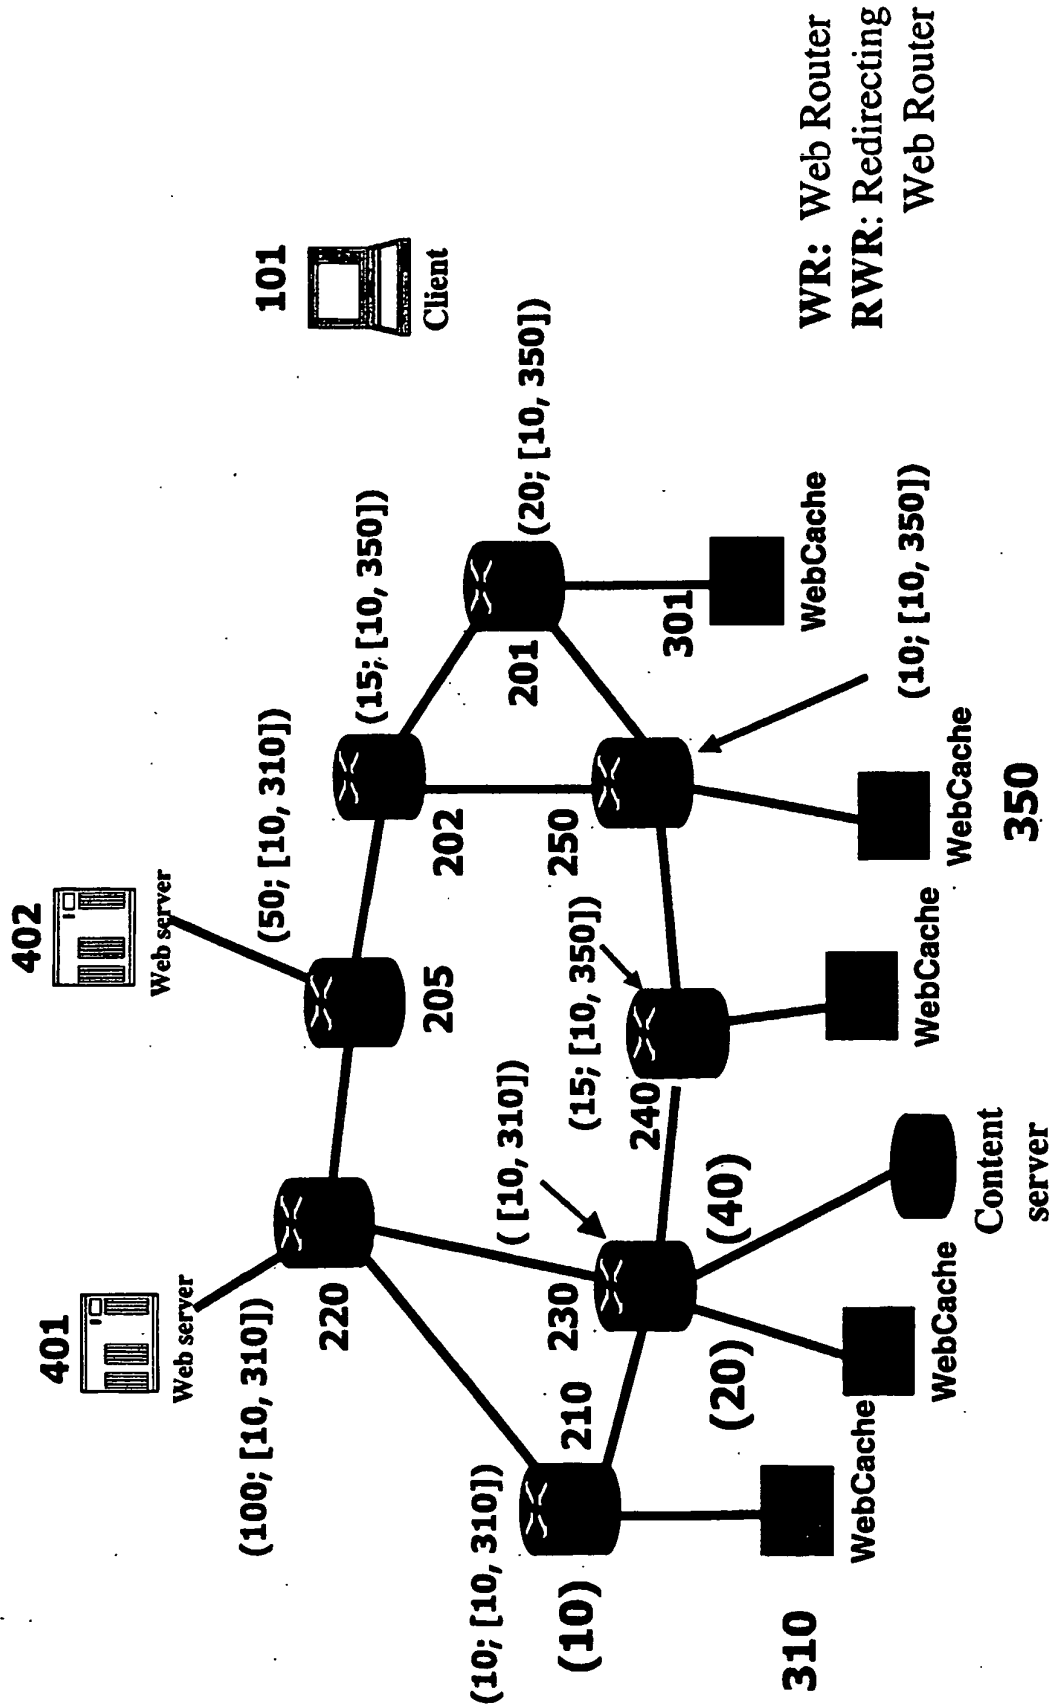 401
Web server
402
Web server
101
Client
(100; [10, 310])
220
(50; [10, 310])
205
(15; [10, 350])
202
(20; [10, 350])
201
301
WebCache
(10; [10, 310])
(10)
210
310
WebCache
([10, 310])
230
(20)
WebCache
(40)
Content
server
(15; [10, 350])
240
WebCache
250
(10; [10, 350])
WebCache
350
WR: Web Router
RWR: Redirecting
Web Router